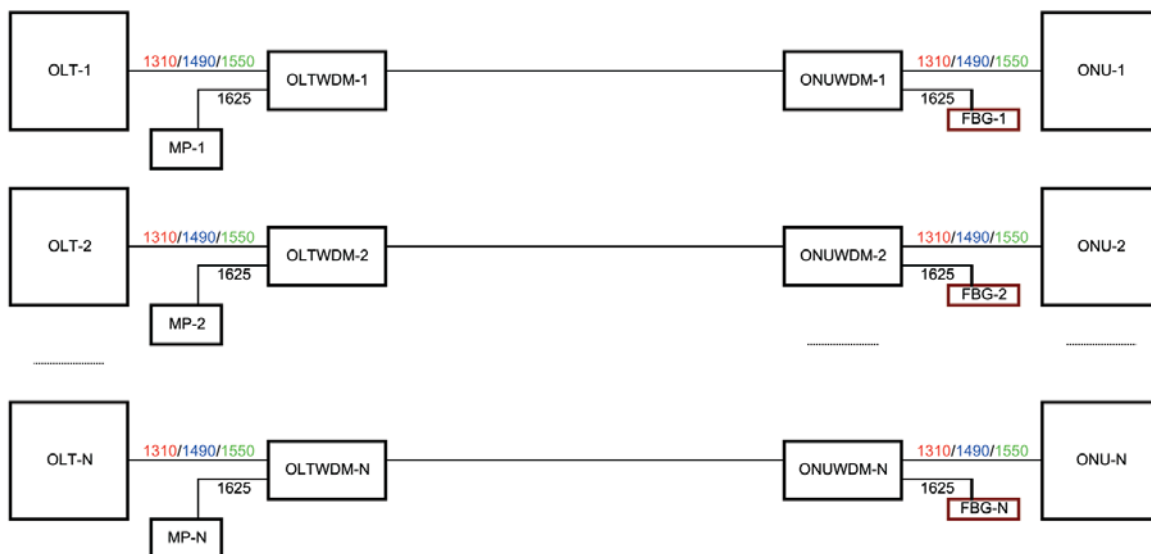 OLT-1
1310/1490/1550
OLTWDM-1
1625
MP-1
ONUWDM-1
1310/1490/1550
1625
FBG-1
ONU-1
OLT-2
1310/1490/1550
OLTWDM-2
1625
MP-2
ONUWDM-2
1310/1490/1550
1625
FBG-2
ONU-2
OLT-N
1310/1490/1550
OLTWDM-N
1625
MP-N
ONUWDM-N
1310/1490/1550
1625
FBG-N
ONU-N